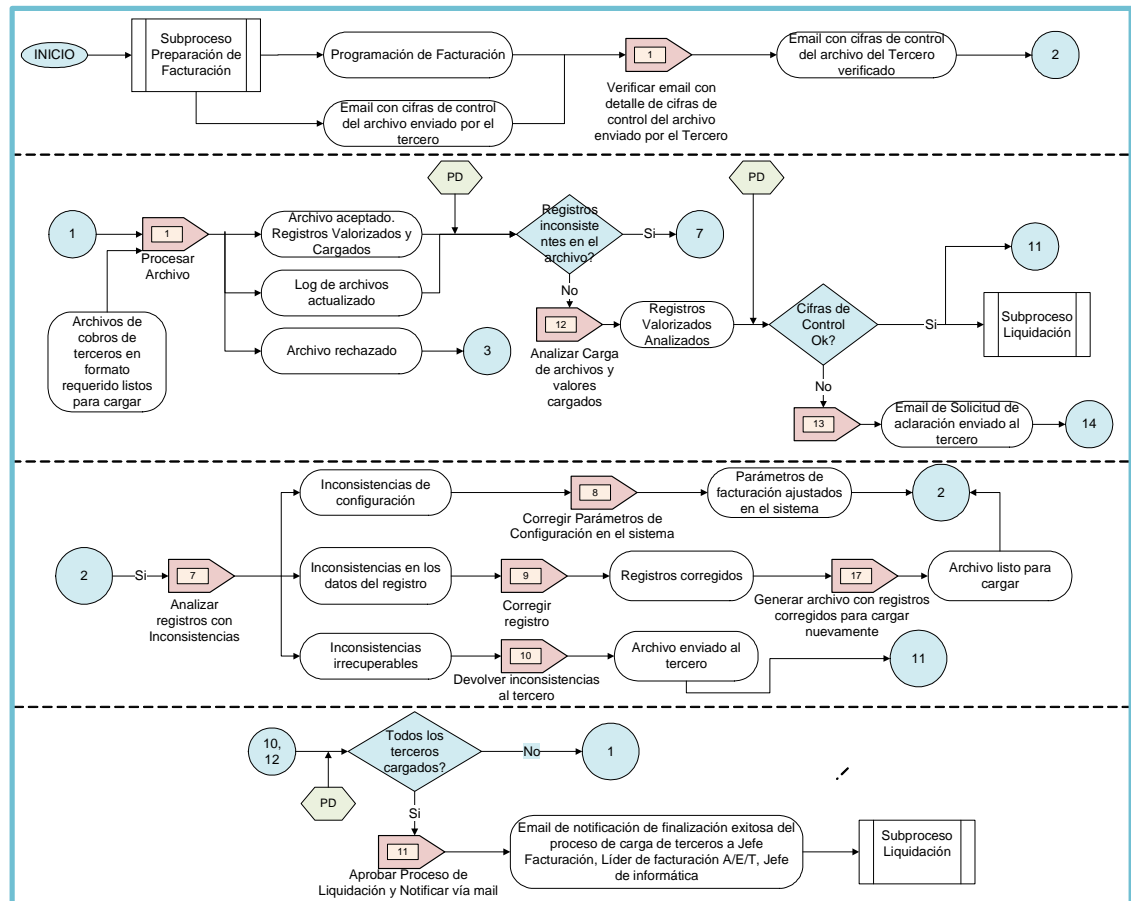 INICIO
Subproceso
Preparación de
Facturación
Programación de Facturación
Email con cifras de control
del archivo enviado por el
tercero
1
Verificar email con
detalle de cifras de
control del archivo
enviado por el Tercero
Email con cifras de control
del archivo del Tercero
verificado
2
1
1
Procesar
Archivo
Archivos de
cobros de
terceros en
formato
requerido listos
para cargar
Archivo aceptado.
Registros Valorizados y
Cargados
Log de archivos
actualizado
Archivo rechazado
3
PD
Registros
inconsiste
ntes en el
archivo?
Si
7
No
12
Analizar Carga
de archivos y
valores
cargados
Registros
Valorizados
Analizados
PD
Cifras de
Control
Ok?
Si
11
Subproceso
Liquidación
No
13
Email de Solicitud de
aclaración enviado al
tercero
14
2
Si
7
Analizar
registros con
Inconsistencias
Inconsistencias de
configuración
8
Corregir Parámetros de
Configuración en el sistema
Parámetros de
facturación ajustados
en el sistema
2
Inconsistencias en los
datos del registro
9
Corregir
registro
Registros corregidos
17
Generar archivo con registros
corregidos para cargar
nuevamente
Archivo listo para
cargar
Inconsistencias
irrecuperables
10
Devolver inconsistencias
al tercero
Archivo enviado al
tercero
11
10,
12
PD
Todos los
terceros
cargados?
No
1
Si
11
Aprobar Proceso de
Liquidación y Notificar vía mail
Email de notificación de finalización exitosa del
proceso de carga de terceros a Jefe
Facturación, Líder de facturación A/E/T, Jefe
de informática
Subproceso
Liquidación